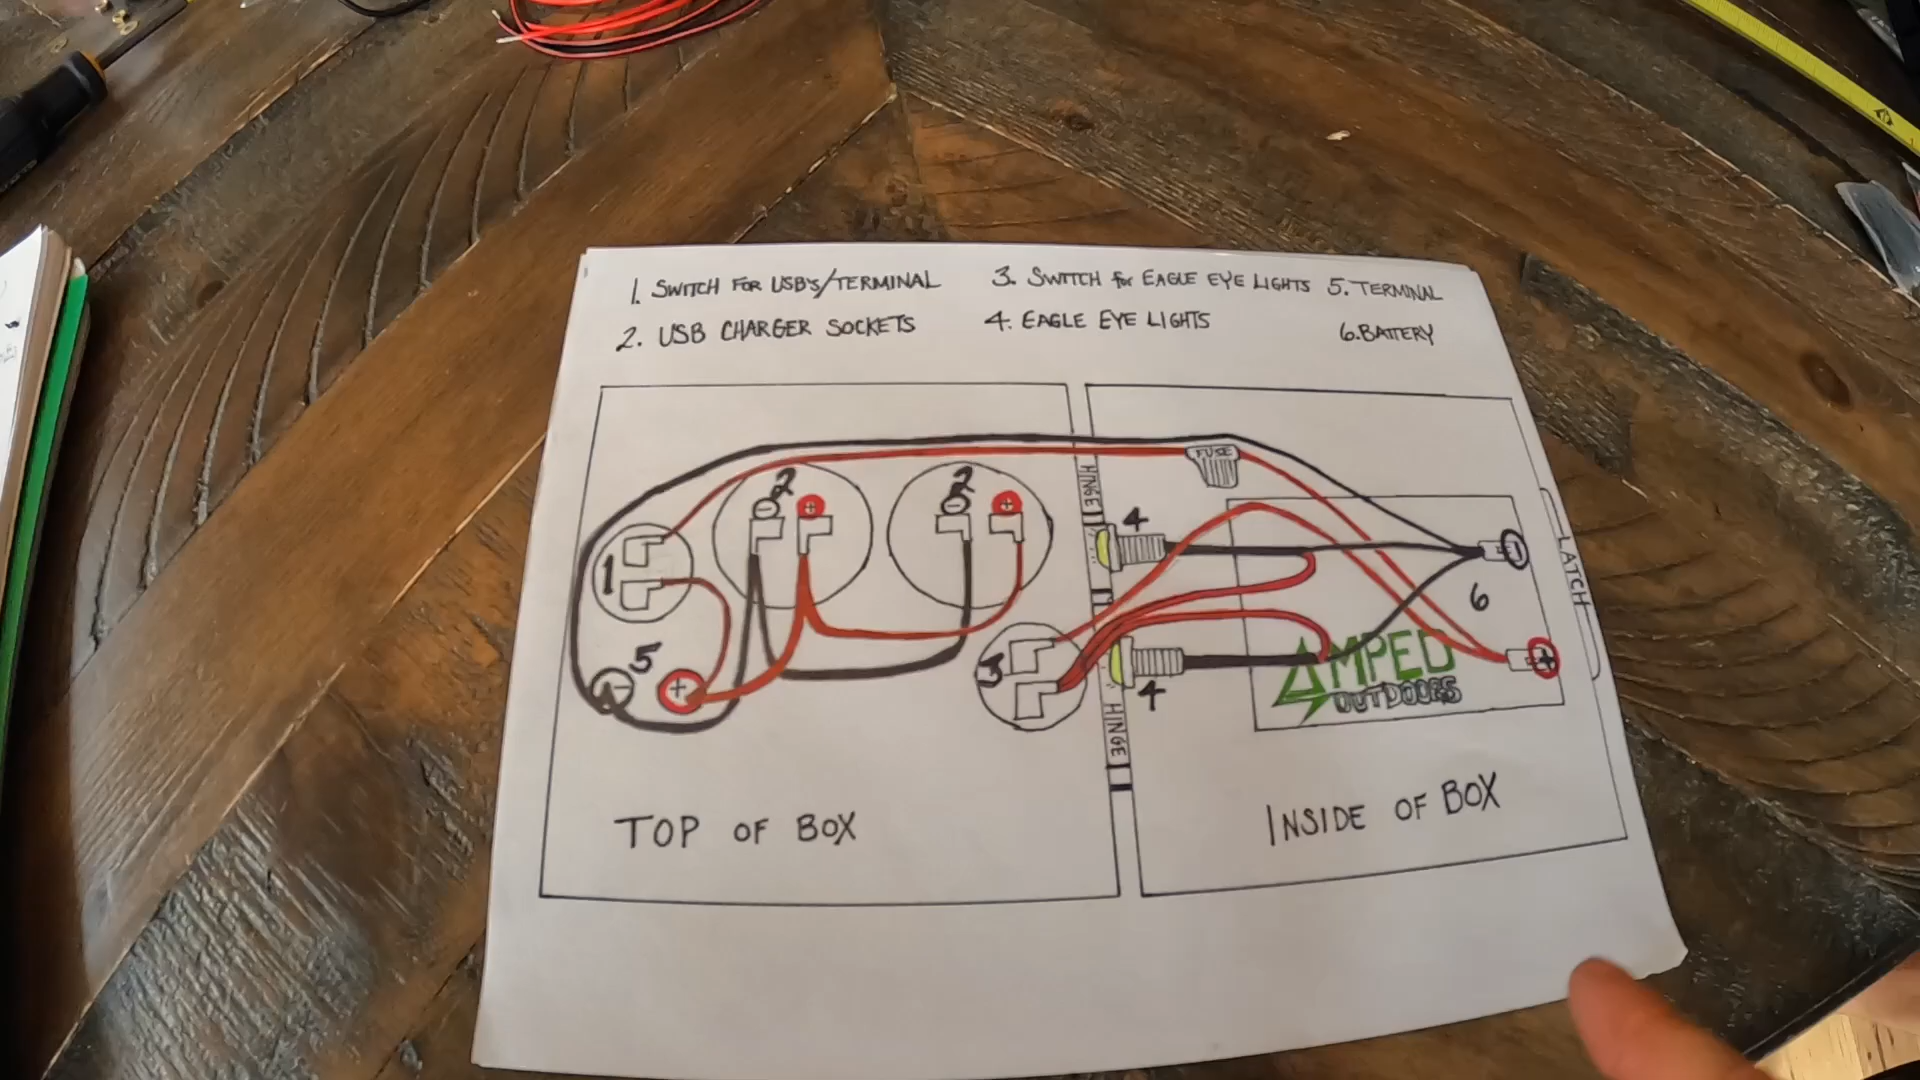 1. SWITCH FOR USB'S/TERMINAL
2. USB CHARGER SOCKETS
3. SWITCH for EAGLE EYE LIGHTS
4. EAGLE EYE LIGHTS
5. TERMINAL
6. BATTERY
FUSE
2
2
HINGE
4
1
LATCH
6
5
3
4
AMPED
OUTDOORS
HINGE
TOP OF BOX
INSIDE OF BOX